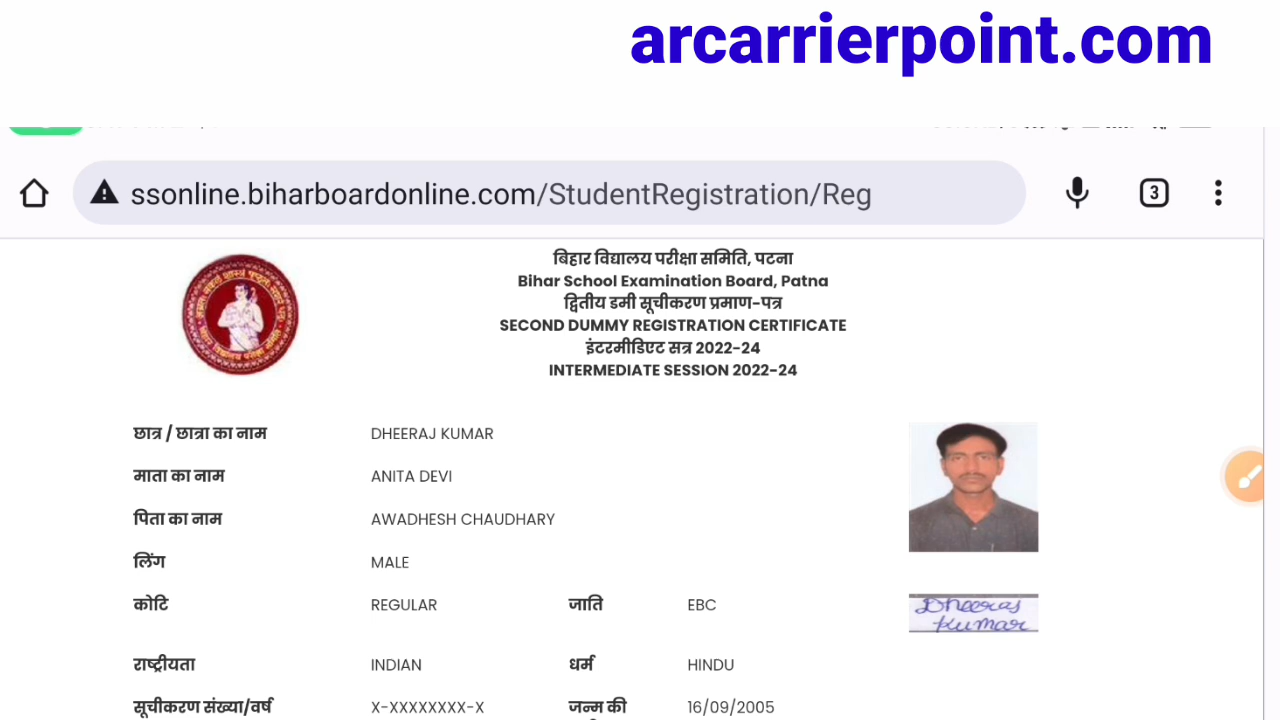 arcarrierpoint.com
ssonline.biharboardonline.com/StudentRegistration/Reg
3
बिहार विद्यालय परीक्षा समिति, पटना
Bihar School Examination Board, Patna
द्वितीय डमी सूचीकरण प्रमाण-पत्र
SECOND DUMMY REGISTRATION CERTIFICATE
इंटरमीडिएट सत्र 2022-24
INTERMEDIATE SESSION 2022-24
छात्र / छात्रा का नाम DHEERAJ KUMAR
माता का नाम ANITA DEVI
पिता का नाम AWADHESH CHAUDHARY
लिंग MALE
कोटि REGULAR जाति EBC
Dheeraj
Kumar
राष्ट्रीयता INDIAN धर्म HINDU
सूचीकरण संख्या/वर्ष X-XXXXXXXX-X जन्म की 16/09/2005